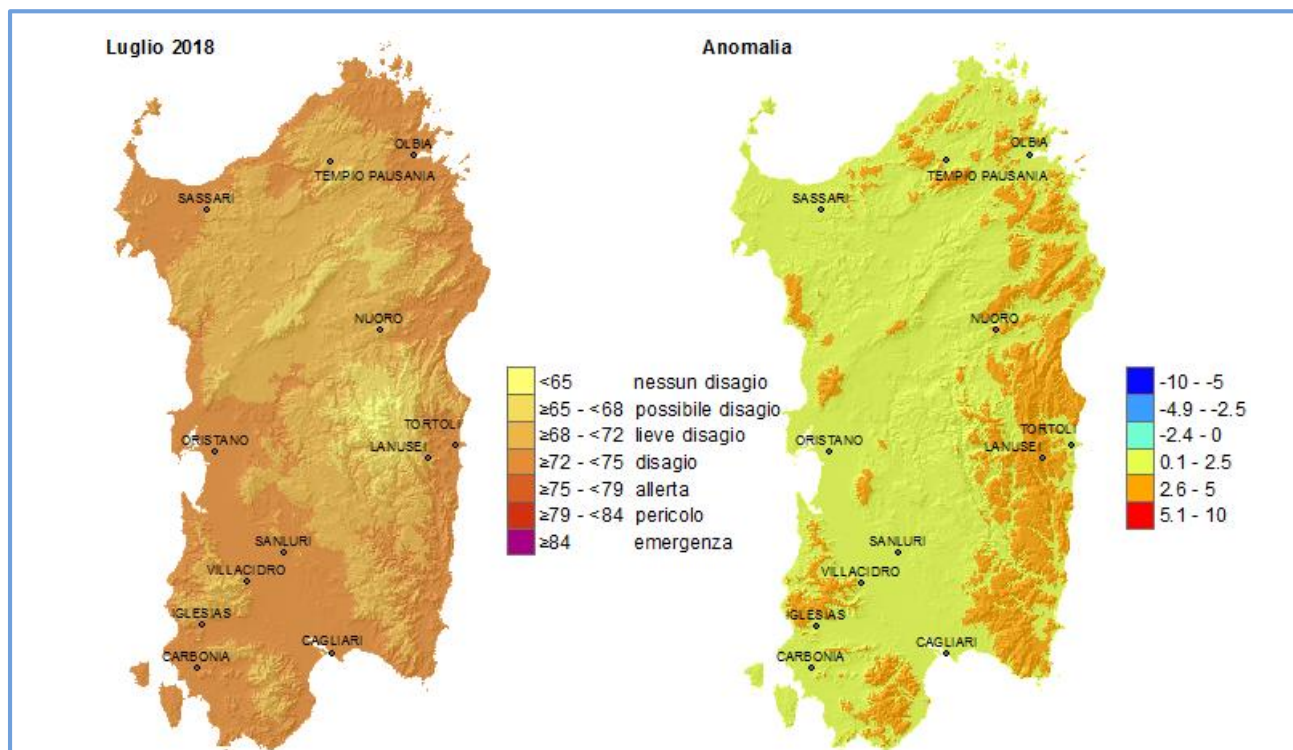 Luglio 2018
OLBIA
TEMPIO PAUSANIA
SASSARI
NUORO
TORTOLI
ORISTANO
LANUSEI
SANLURI
VILLACIDRO
IGLESIAS
CAGLIARI
CARBONIA
<65 nessun disagio
≥65 - <68 possibile disagio
≥68 - <72 lieve disagio
≥72 - <75 disagio
≥75 - <79 allerta
≥79 - <84 pericolo
≥84 emergenza
Anomalia
OLBIA
TEMPIO PAUSANIA
SASSARI
NUORO
TORTOLI
ORISTANO
LANUSEI
SANLURI
VILLACIDRO
IGLESIAS
CAGLIARI
CARBONIA
-10 - -5
-4.9 - -2.5
-2.4 - 0
0.1 - 2.5
2.6 - 5
5.1 - 10